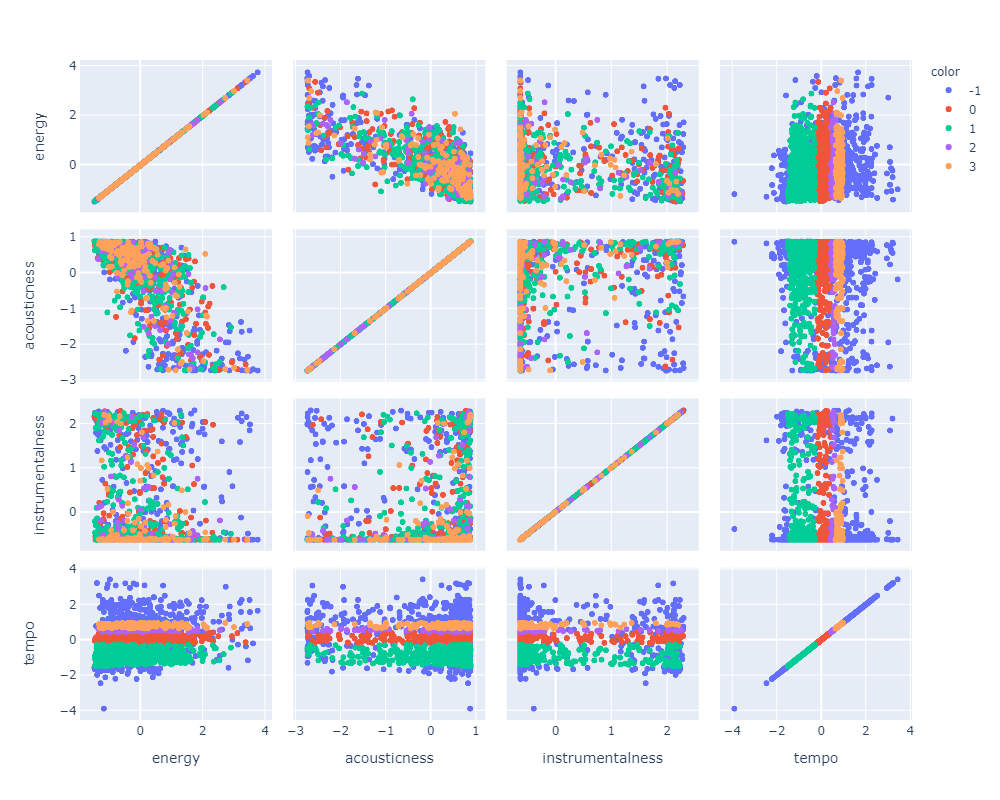 color
-1
0
1
2
3
energy
4
2
0
acousticness
1
0
−1
−2
−3
instrumentalness
2
1
0
tempo
4
2
0
−2
−4
0 2 4
−3 −2 −1 0 1
0 1 2
−4 −2 0 2 4
energy acousticness instrumentalness tempo